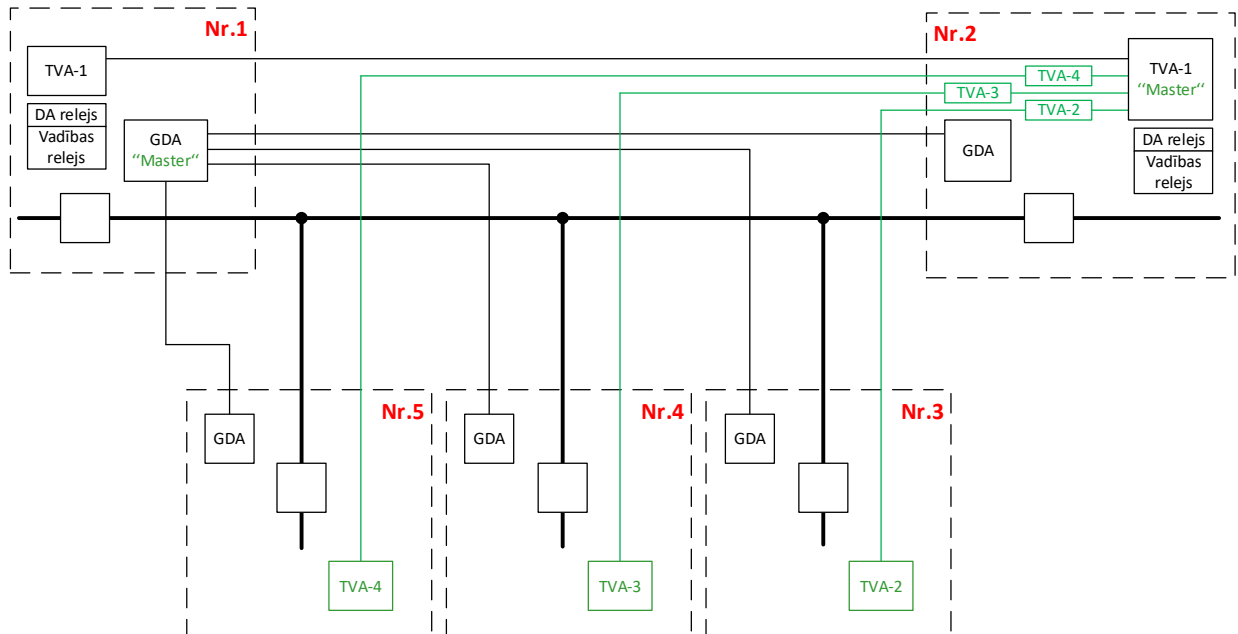 Nr.1
TVA-1
DA relejs
Vadības
relejs
GDA
“Master“
Nr.2
TVA-1
“Master“
TVA-4
TVA-3
TVA-2
GDA
DA relejs
Vadības
relejs
Nr.5
GDA
TVA-4
Nr.4
GDA
TVA-3
Nr.3
GDA
TVA-2